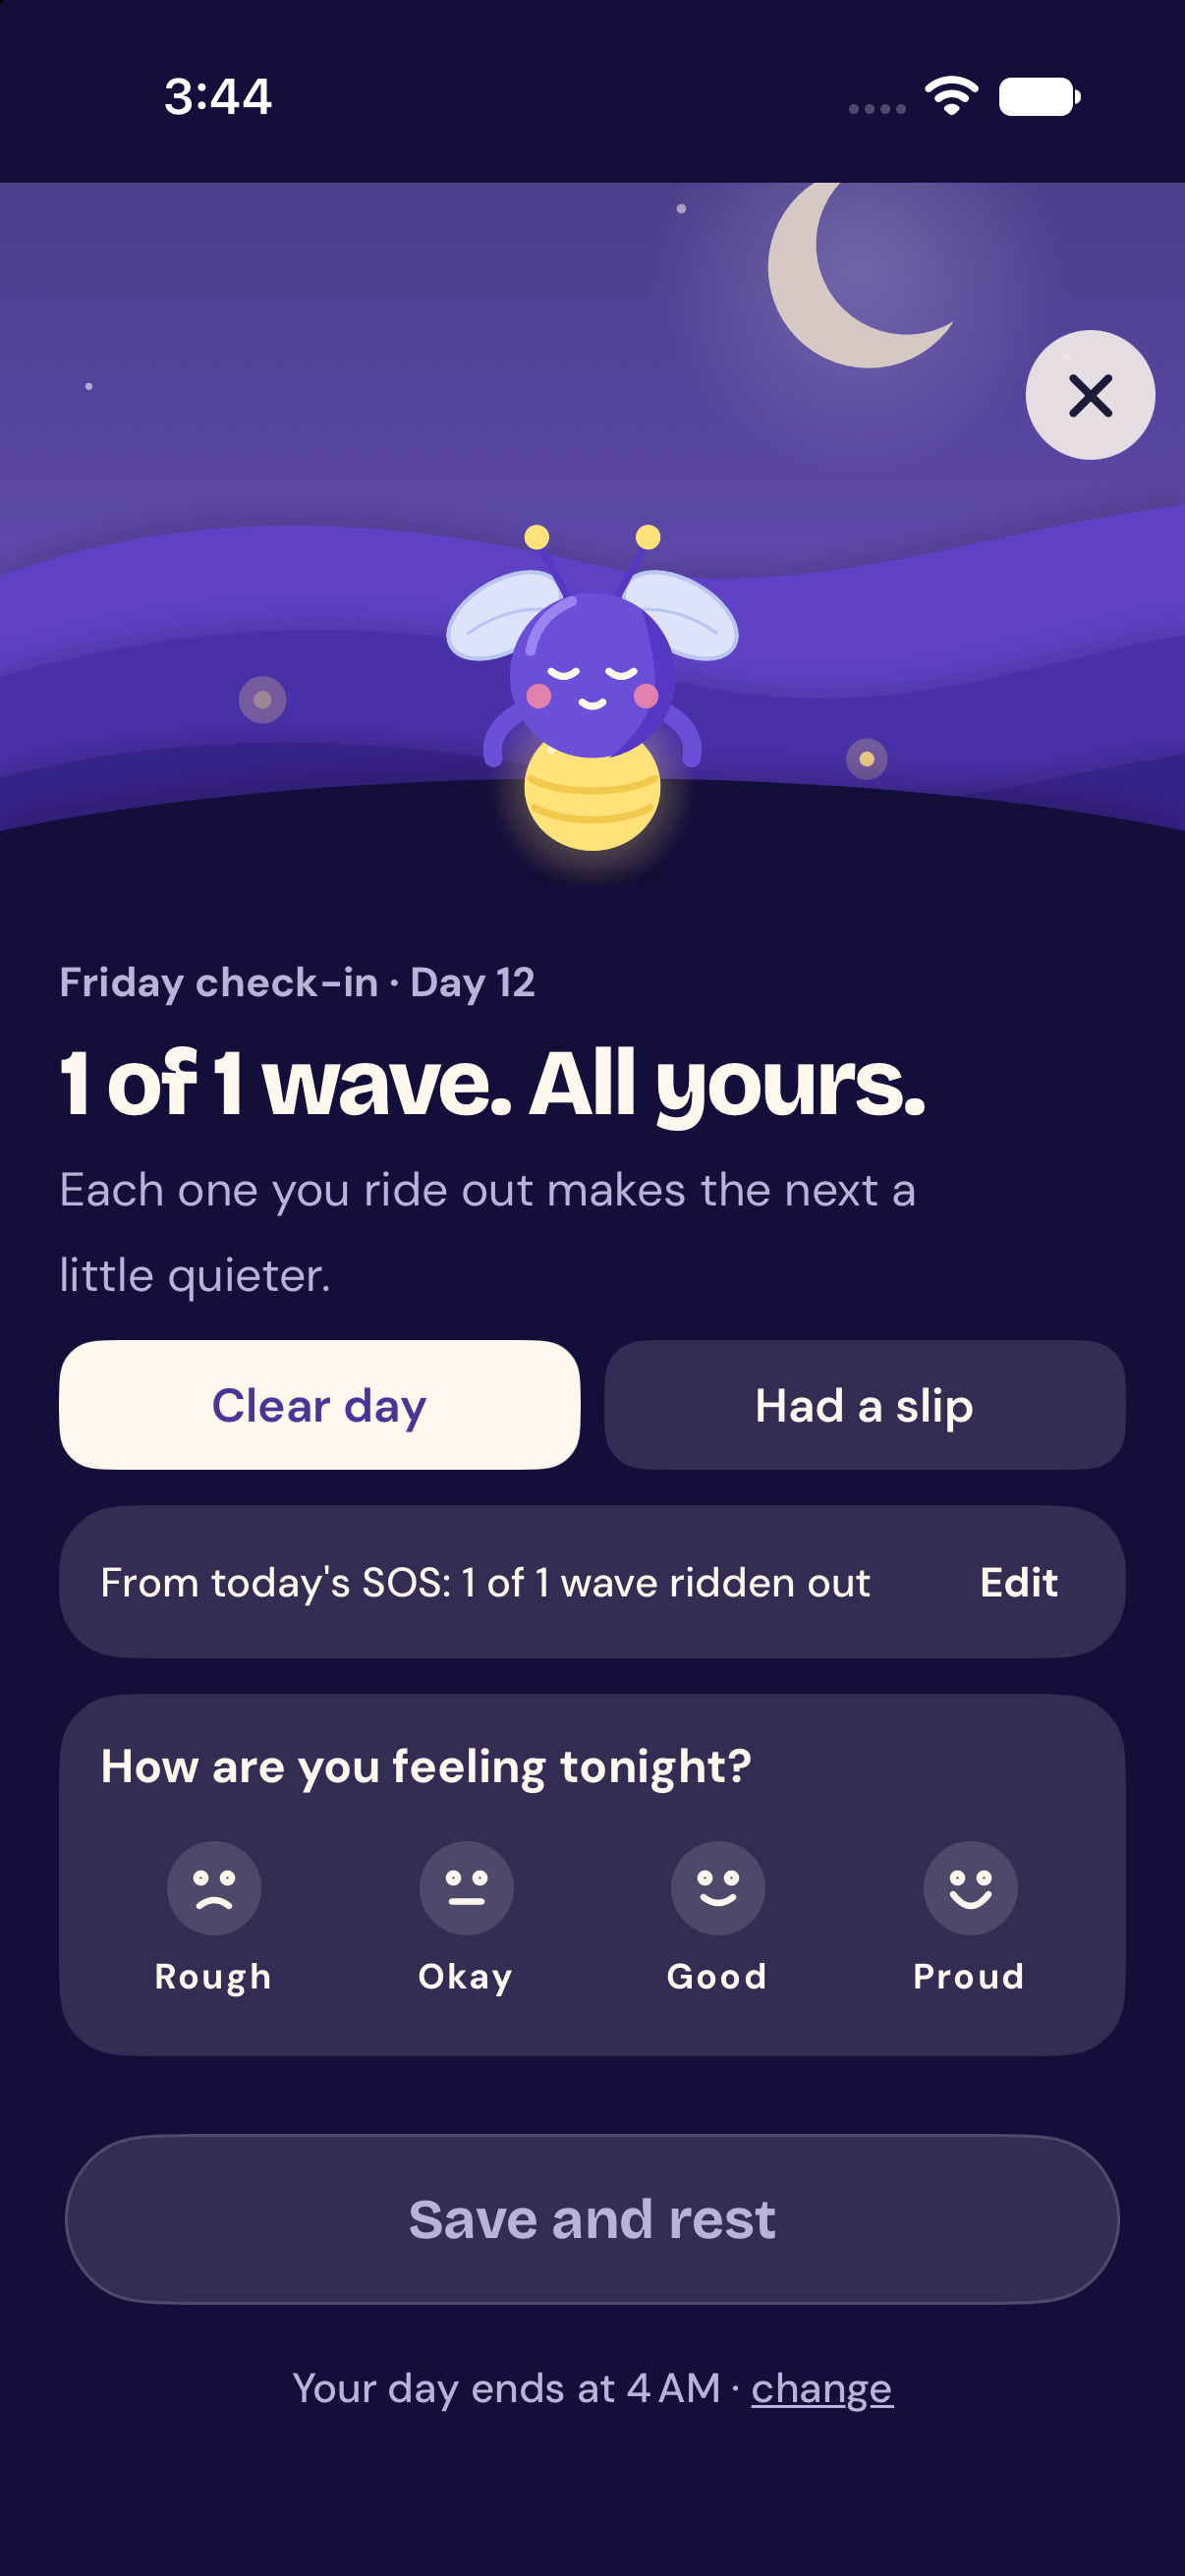 3:44
Friday check-in · Day 12
1 of 1 wave. All yours.
Each one you ride out makes the next a
little quieter.
Clear day
Had a slip
From today's SOS: 1 of 1 wave ridden out
Edit
How are you feeling tonight?
Rough
Okay
Good
Proud
Save and rest
Your day ends at 4 AM · change